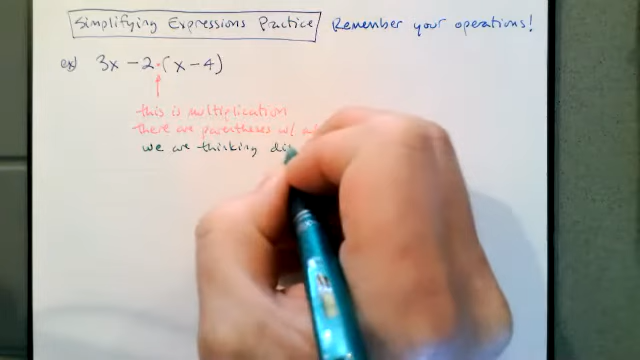 Simplifying Expressions Practice Remember your operations!
ex) 3x - 2·(x - 4)
this is multiplication
there are parentheses w/
we are thinking